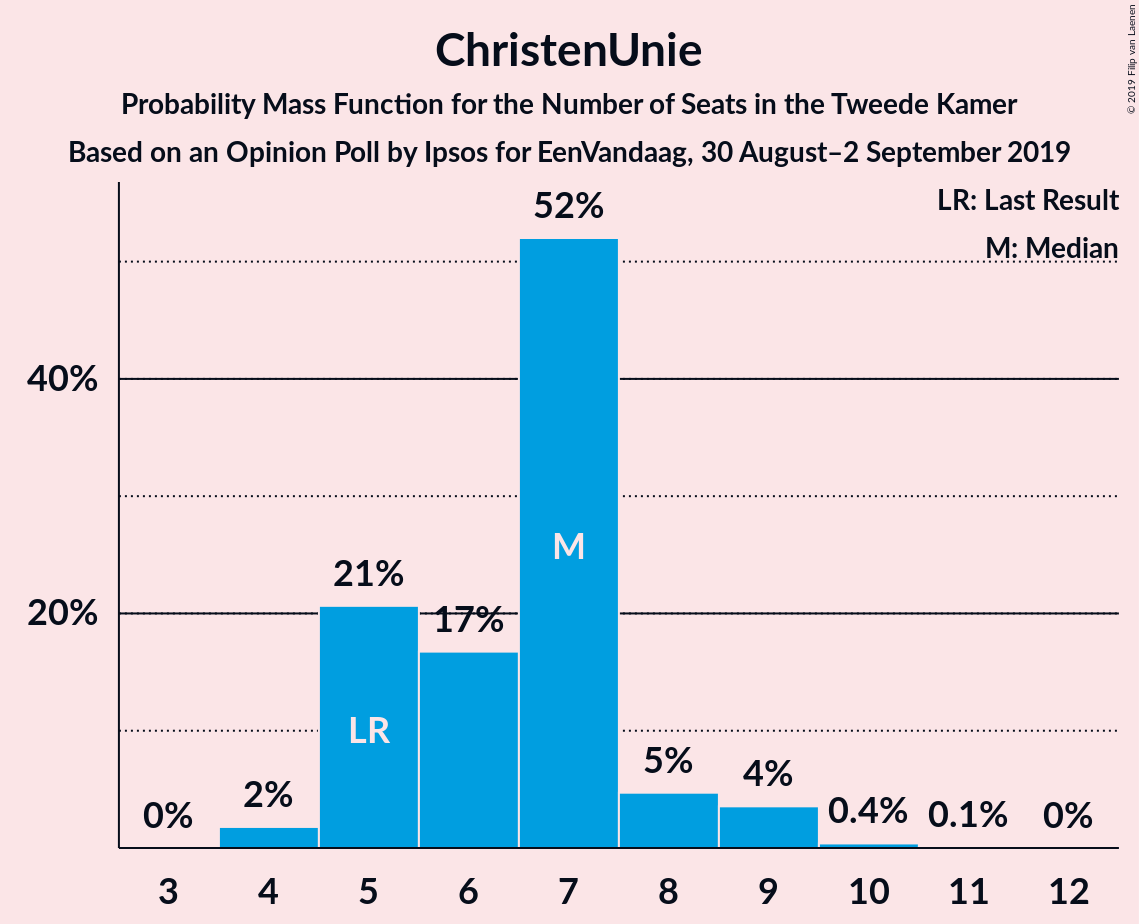 ChristenUnie
Probability Mass Function for the Number of Seats in the Tweede Kamer
Based on an Opinion Poll by Ipsos for EenVandaag, 30 August–2 September 2019
© 2019 Filip van Laenen
LR: Last Result
M: Median
52%
40%
M
21%
20%
17%
LR
5%
4%
2%
0%
0.4%
0.1%
0%
3 4 5 6 7 8 9 10 11 12